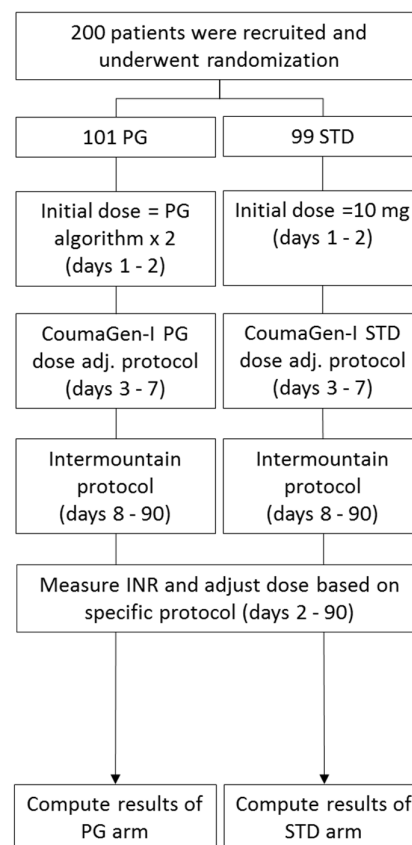 200 patients were recruited and
underwent randomization
101 PG
99 STD
Initial dose = PG
algorithm x 2
(days 1 - 2)
Initial dose =10 mg
(days 1 - 2)
CoumaGen-I PG
dose adj. protocol
(days 3 - 7)
CoumaGen-I STD
dose adj. protocol
(days 3 - 7)
Intermountain
protocol
(days 8 - 90)
Intermountain
protocol
(days 8 - 90)
Measure INR and adjust dose based on
specific protocol (days 2 - 90)
Compute results of
PG arm
Compute results of
STD arm